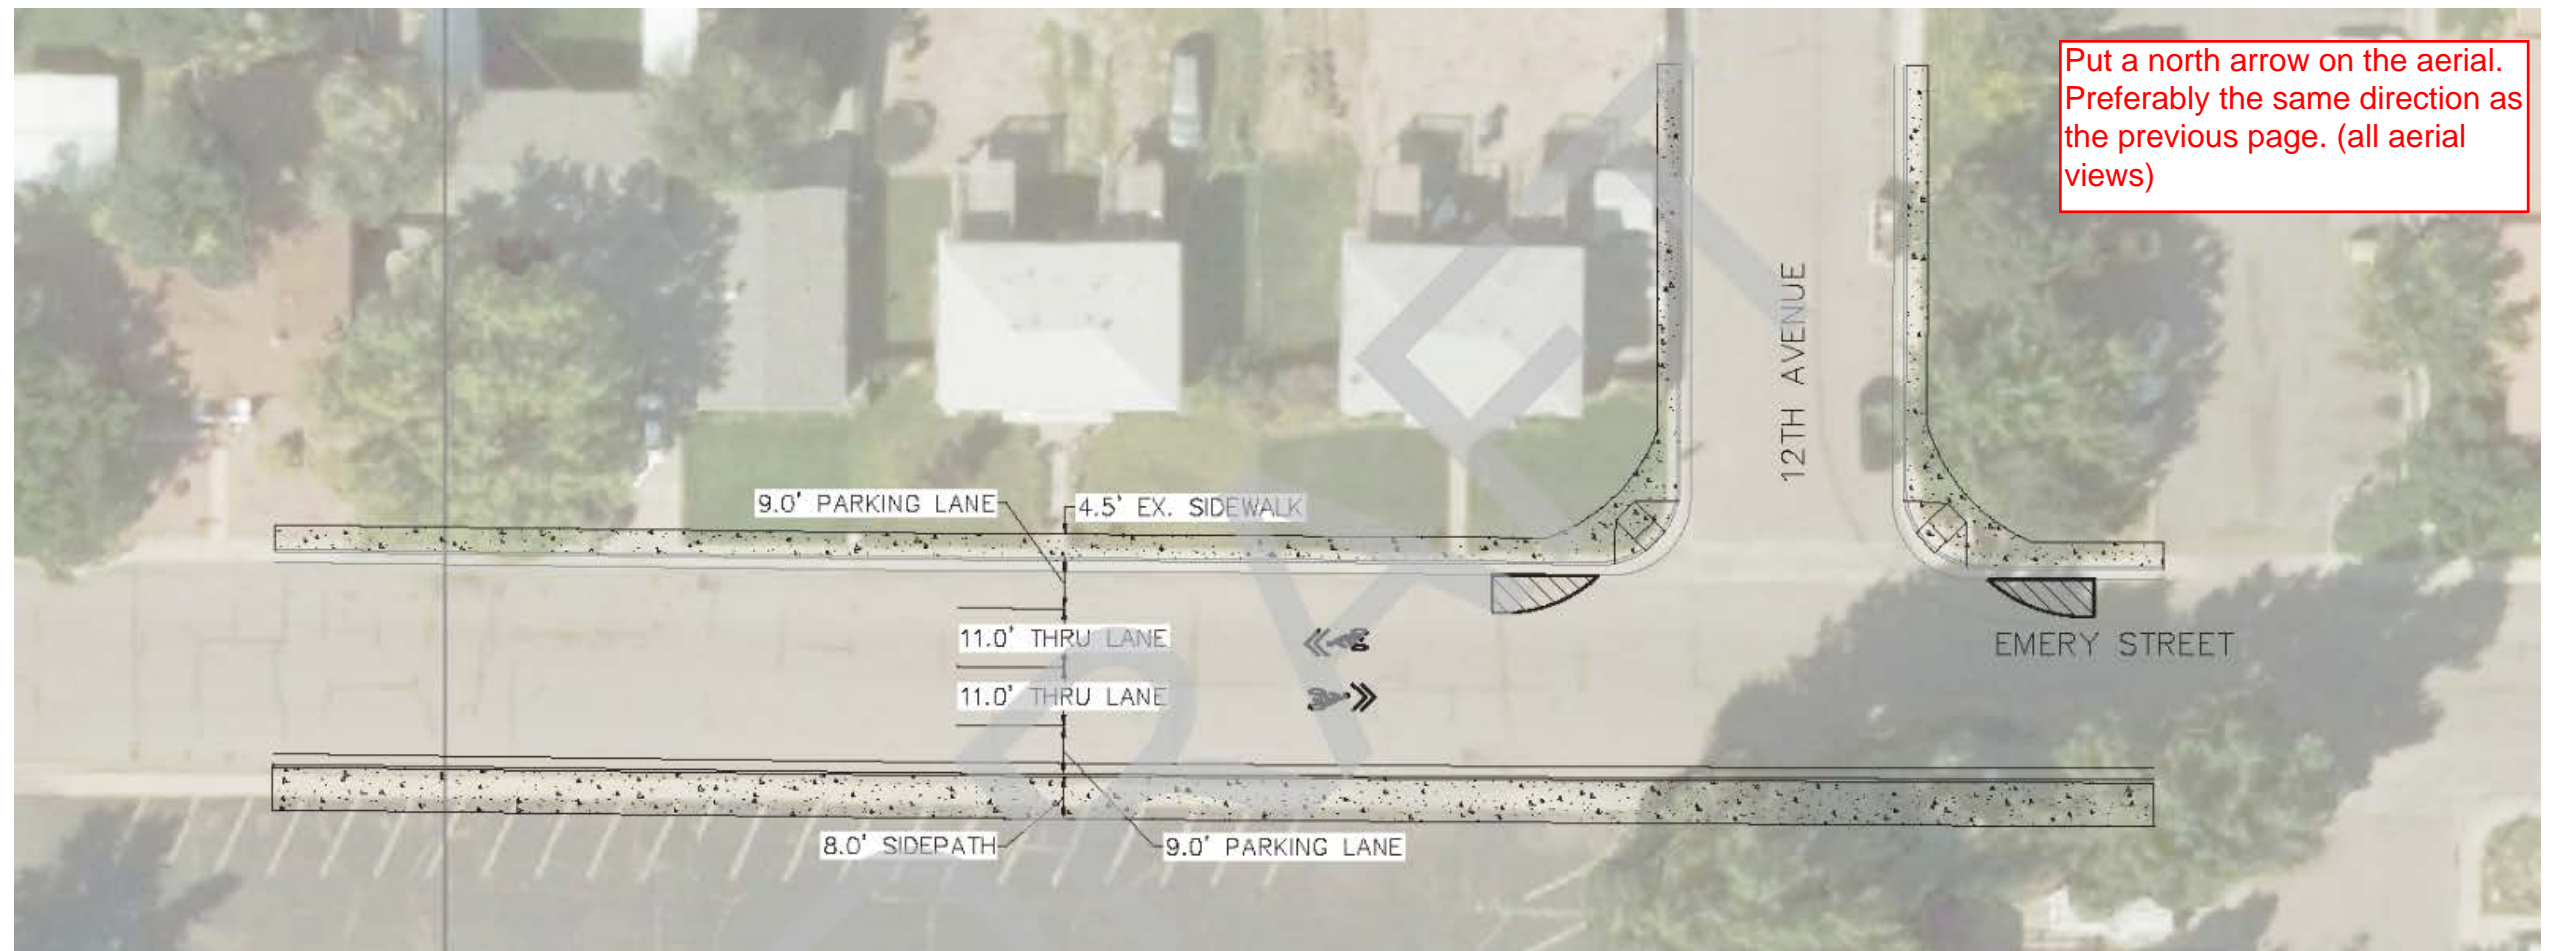 Put a north arrow on the aerial.
Preferably the same direction as
the previous page. (all aerial
views)
12TH AVENUE
9.0' PARKING LANE
4.5' EX. SIDEWALK
11.0' THRU LANE
EMERY STREET
11.0' THRU LANE
8.0' SIDEPATH
9.0' PARKING LANE
DRAFT